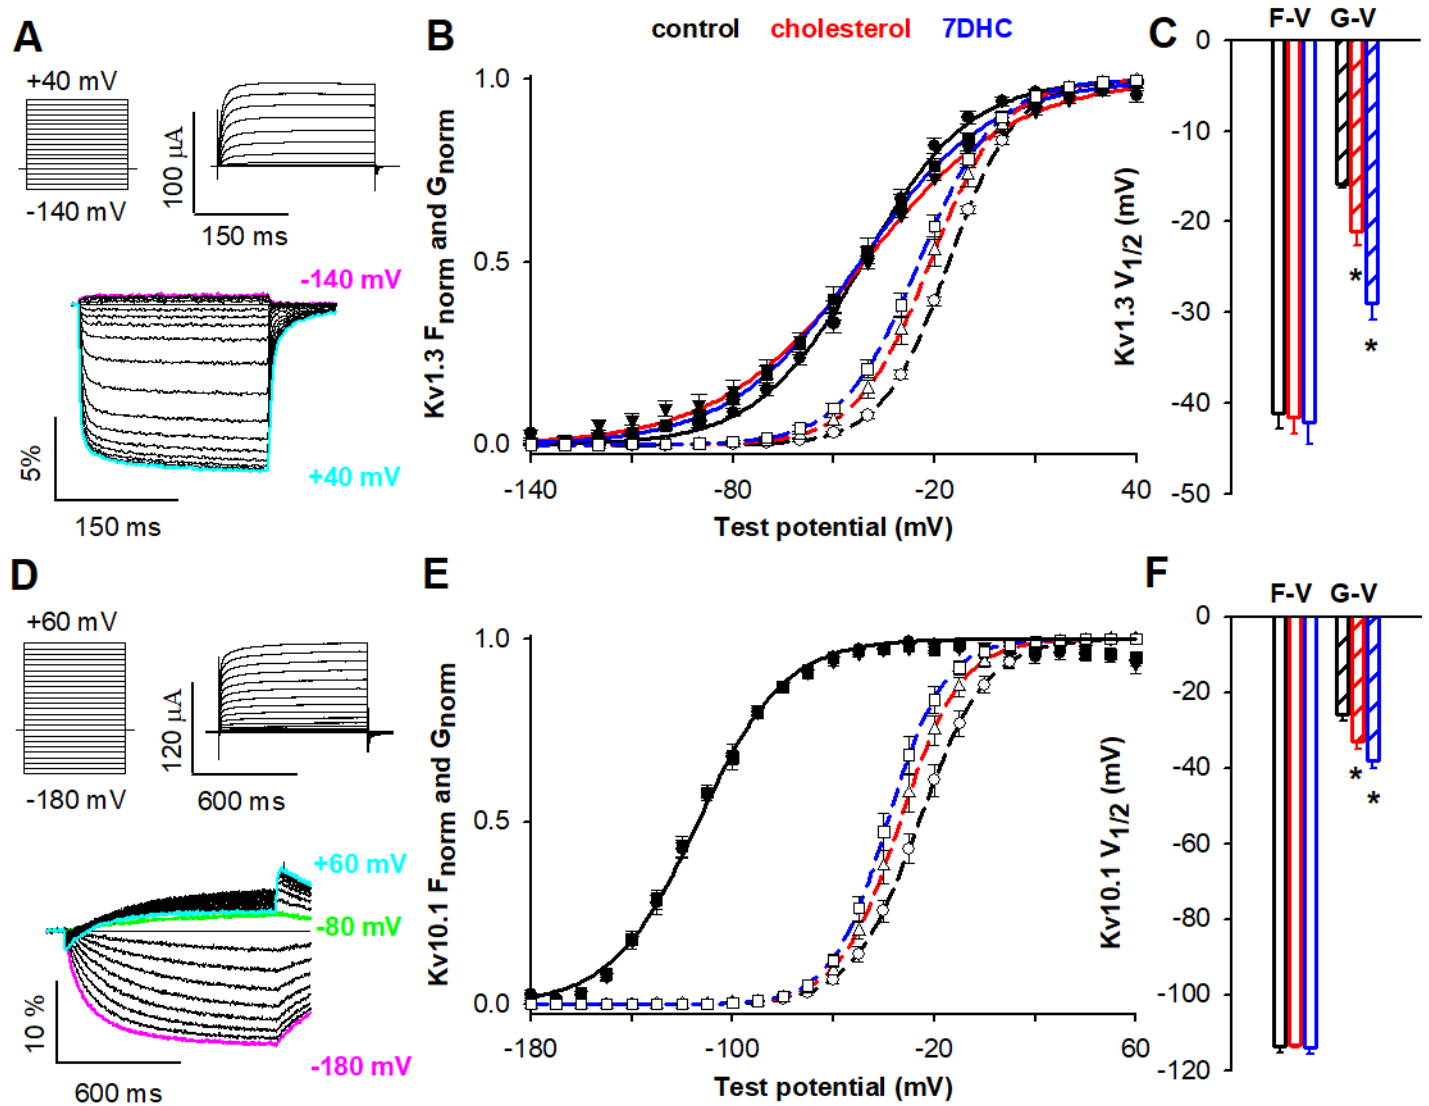 A
+40 mV
-140 mV
100 µA
150 ms
-140 mV
+40 mV
5%
150 ms
B
control cholesterol 7DHC
Kv1.3 Fnorm and Gnorm
1.0
0.5
0.0
-140 -80 -20 40
Test potential (mV)
C
F-V G-V
Kv1.3 V1/2 (mV)
0
-10
-20
-30
-40
-50
*
*
D
+60 mV
-180 mV
120 µA
600 ms
+60 mV
-80 mV
-180 mV
10 %
600 ms
E
Kv10.1 Fnorm and Gnorm
1.0
0.5
0.0
-180 -100 -20 60
Test potential (mV)
F
F-V G-V
Kv10.1 V1/2 (mV)
0
-20
-40
-60
-80
-100
-120
*
*